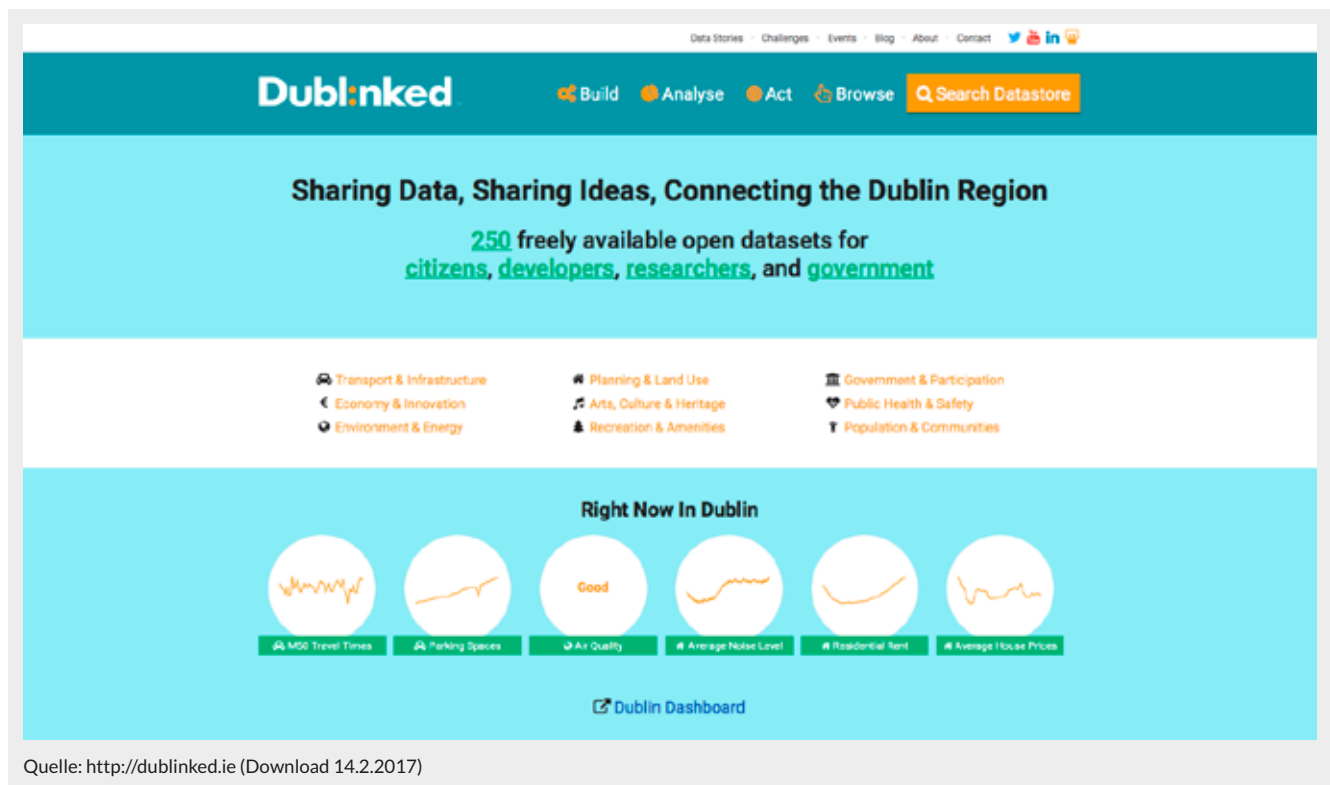 Data Stories · Challenges · Events · Blog · About · Contact
Dubl:nked
Build Analyse Act Browse Search Datastore
Sharing Data, Sharing Ideas, Connecting the Dublin Region
250 freely available open datasets for
citizens, developers, researchers, and government
Transport & Infrastructure Planning & Land Use Government & Participation
Economy & Innovation Arts, Culture & Heritage Public Health & Safety
Environment & Energy Recreation & Amenities Population & Communities
Right Now In Dublin
Good
M50 Travel Times Parking Spaces Air Quality Average Noise Level Residential Rent Average House Prices
Dublin Dashboard
Quelle: http://dublinked.ie (Download 14.2.2017)